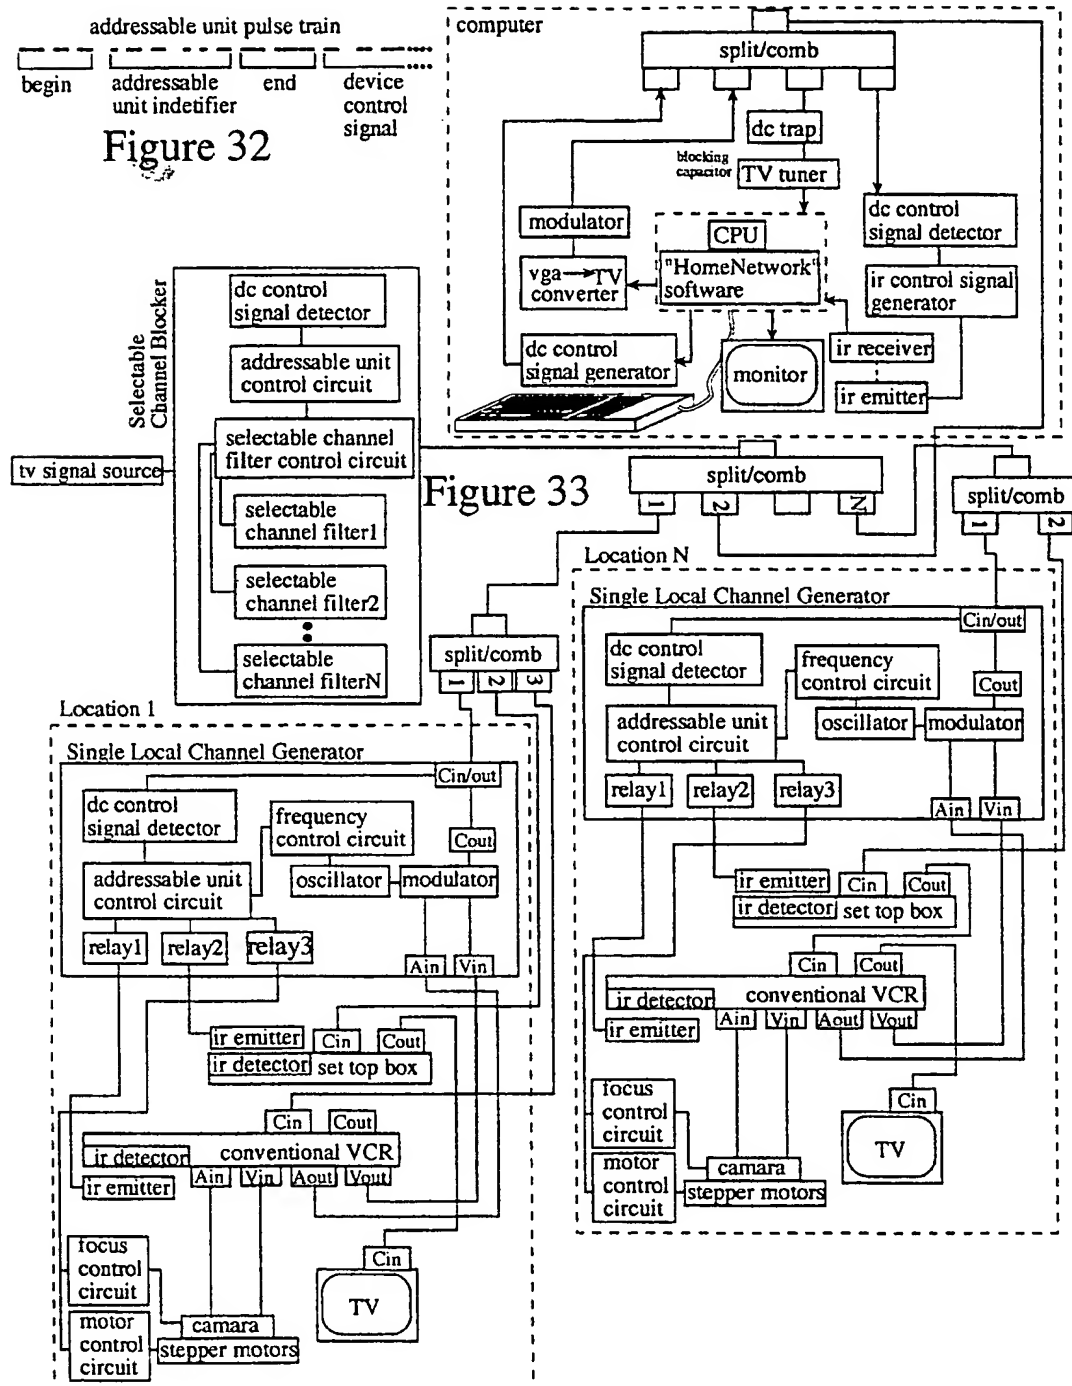 addressable unit pulse train
begin
addressable
unit indetifier
end
device
control
signal
Figure 32
computer
split/comb
dc trap
blocking
capacitor
TV tuner
modulator
CPU
"HomeNetwork"
software
vga → TV
converter
dc control
signal detector
ir control signal
generator
dc control
signal generator
monitor
ir receiver
ir emitter
Selectable
Channel Blocker
dc control
signal detector
addressable unit
control circuit
selectable channel
filter control circuit
tv signal source
selectable
channel filter1
selectable
channel filter2
selectable
channel filterN
Figure 33
split/comb
1
2
N
split/comb
1
2
split/comb
1
2
3
Location 1
Single Local Channel Generator
Cin/out
dc control
signal detector
frequency
control circuit
Cout
addressable unit
control circuit
oscillator
modulator
relay1
relay2
relay3
Ain
Vin
ir emitter
Cin
Cout
ir detector
set top box
Cin
Cout
ir detector
conventional VCR
ir emitter
Ain
Vin
Aout
Vout
focus
control
circuit
Cin
TV
motor
control
circuit
camara
stepper motors
Location N
Single Local Channel Generator
Cin/out
dc control
signal detector
frequency
control circuit
Cout
addressable unit
control circuit
oscillator
modulator
relay1
relay2
relay3
Ain
Vin
ir emitter
Cin
Cout
ir detector
set top box
Cin
Cout
ir detector
conventional VCR
ir emitter
Ain
Vin
Aout
Vout
focus
control
circuit
Cin
TV
motor
control
circuit
camara
stepper motors